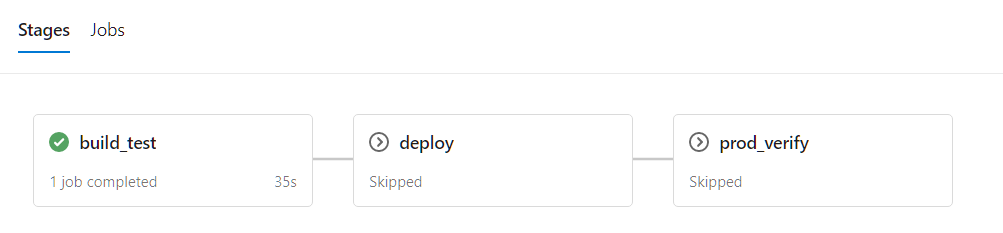 Stages Jobs
build_test
1 job completed 35s
deploy
Skipped
prod_verify
Skipped